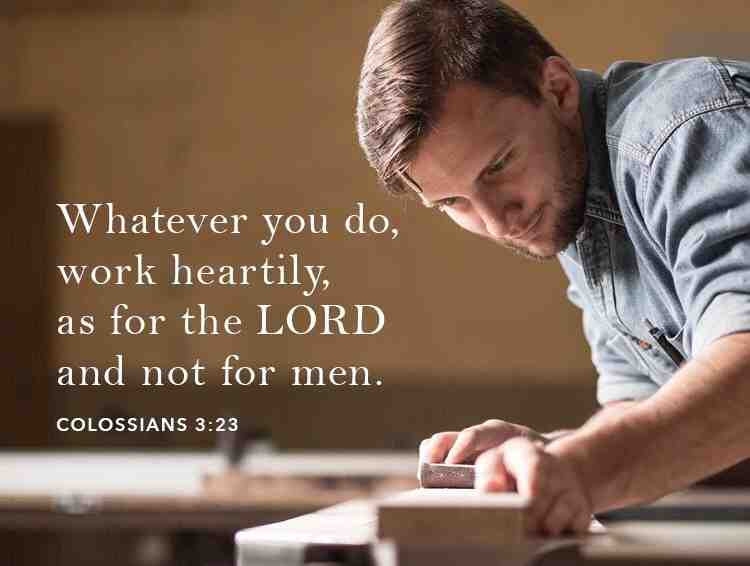 Whatever you do,
work heartily,
as for the LORD
and not for men.
COLOSSIANS 3:23